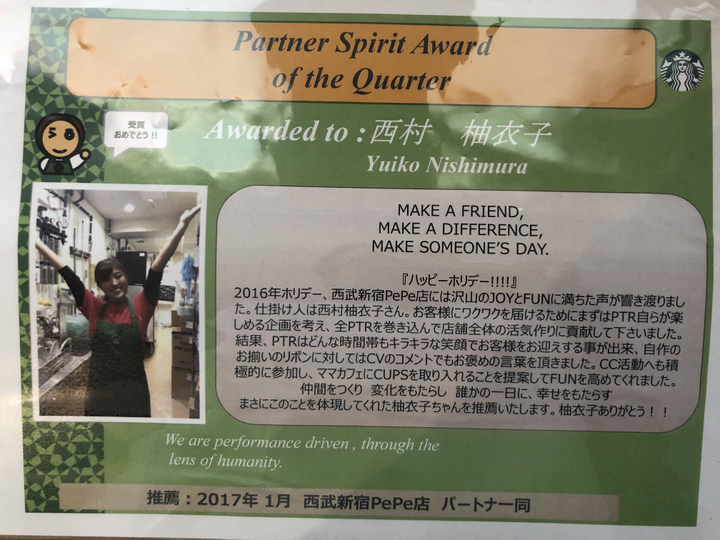 Partner Spirit Award
of the Quarter
受賞
おめでとう!!
Awarded to : 西村 柚衣子
Yuiko Nishimura
MAKE A FRIEND,
MAKE A DIFFERENCE,
MAKE SOMEONE'S DAY.
『ハッピーホリデー!!!!』
2016年ホリデー、西武新宿PePe店には沢山のJOYとFUNに満ちた声が響き渡りまし
た。仕掛け人は西村柚衣子さん。お客様にワクワクを届けるためにまずはPTR自らが楽
しめる企画を考え、全PTRを巻き込んで店舗全体の活気作りに貢献して下さいました。
結果、PTRはどんな時間帯もキラキラな笑顔でお客様をお迎えする事が出来、自作の
お揃いのリボンに対してはCVのコメントでもお褒めの言葉を頂きました。CC活動へも積
極的に参加し、ママカフェにCUPSを取り入れることを提案してFUNを高めてくれました。
仲間をつくり 変化をもたらし 誰かの一日に、幸せをもたらす
まさにこのことを体現してくれた柚衣子ちゃんを推薦いたします。柚衣子ありがとう!!
We are performance driven , through the
lens of humanity.
推薦:2017年 1月 西武新宿PePe店 パートナー同